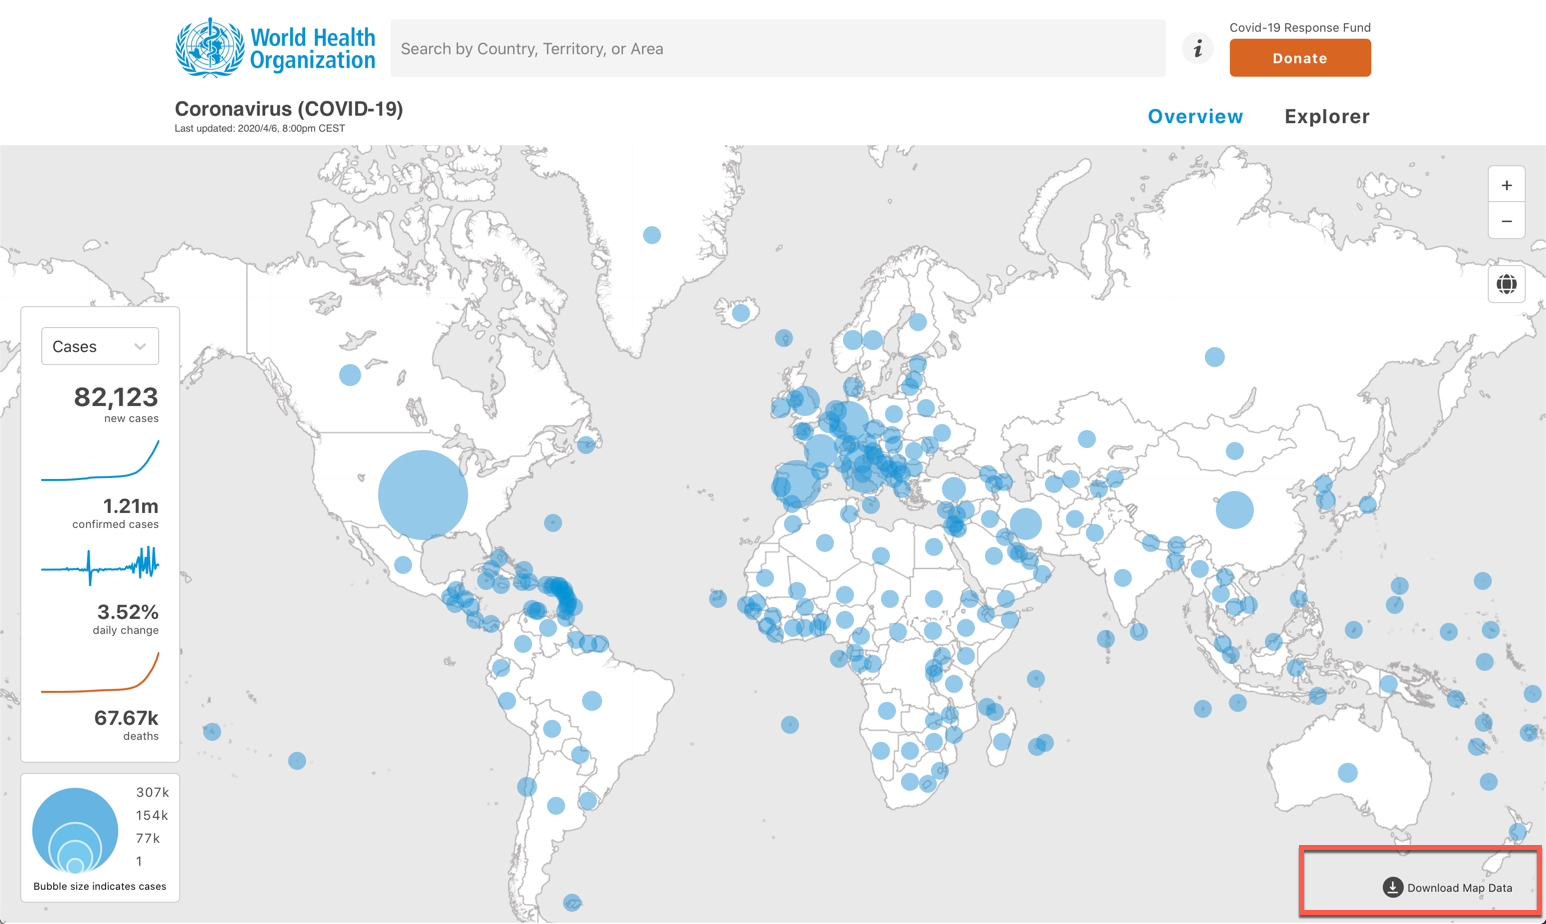 World Health
Organization
Search by Country, Territory, or Area
i
Covid-19 Response Fund
Donate
Coronavirus (COVID-19)
Last updated: 2020/4/6, 8:00pm CEST
Overview
Explorer
+
−
Cases
82,123
new cases
1.21m
confirmed cases
3.52%
daily change
67.67k
deaths
307k
154k
77k
1
Bubble size indicates cases
Download Map Data